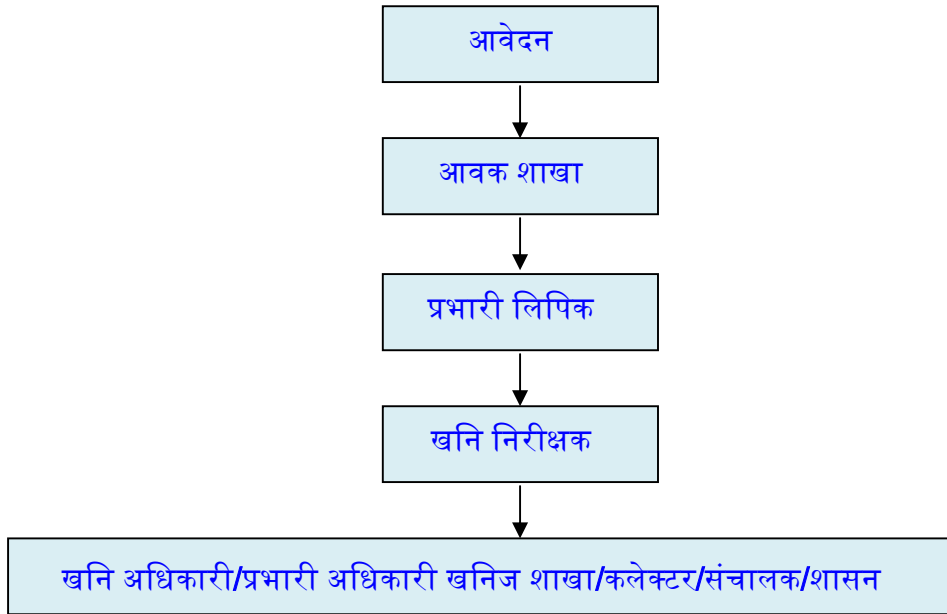 आवेदन
आवक शाखा
प्रभारी लिपिक
खनि निरीक्षक
खनि अधिकारी/प्रभारी अधिकारी खनिज शाखा/कलेक्टर/संचालक/शासन